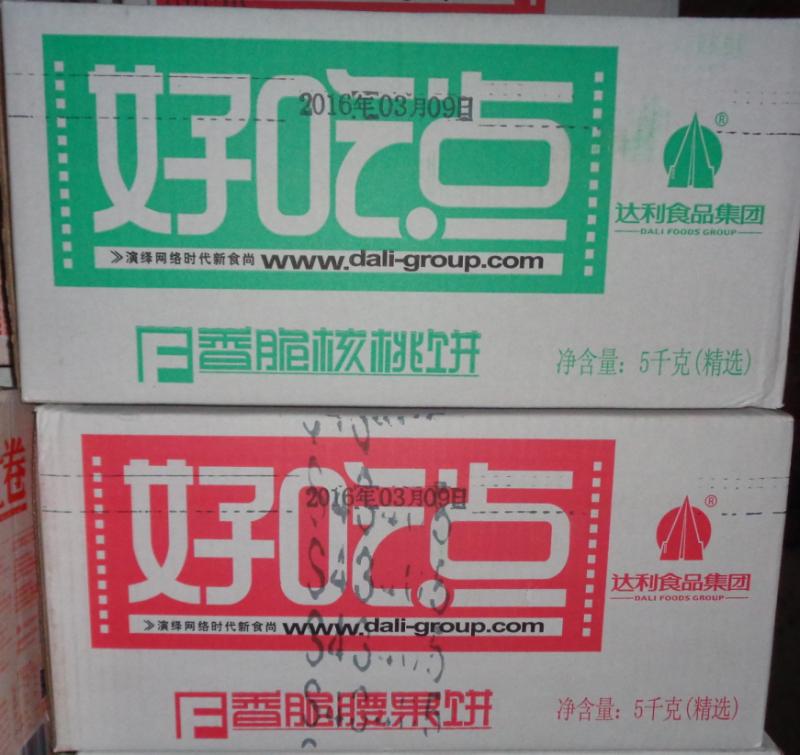 好吃点
2016年03月09日
®
达利食品集团
DALI FOODS GROUP
》演绎网络时代新食尚 www.dali-group.com
香脆核桃饼
净含量：5千克(精选)
好吃点
2016年03月09日
®
达利食品集团
DALI FOODS GROUP
》演绎网络时代新食尚 www.dali-group.com
香脆腰果饼
净含量：5千克(精选)
卷